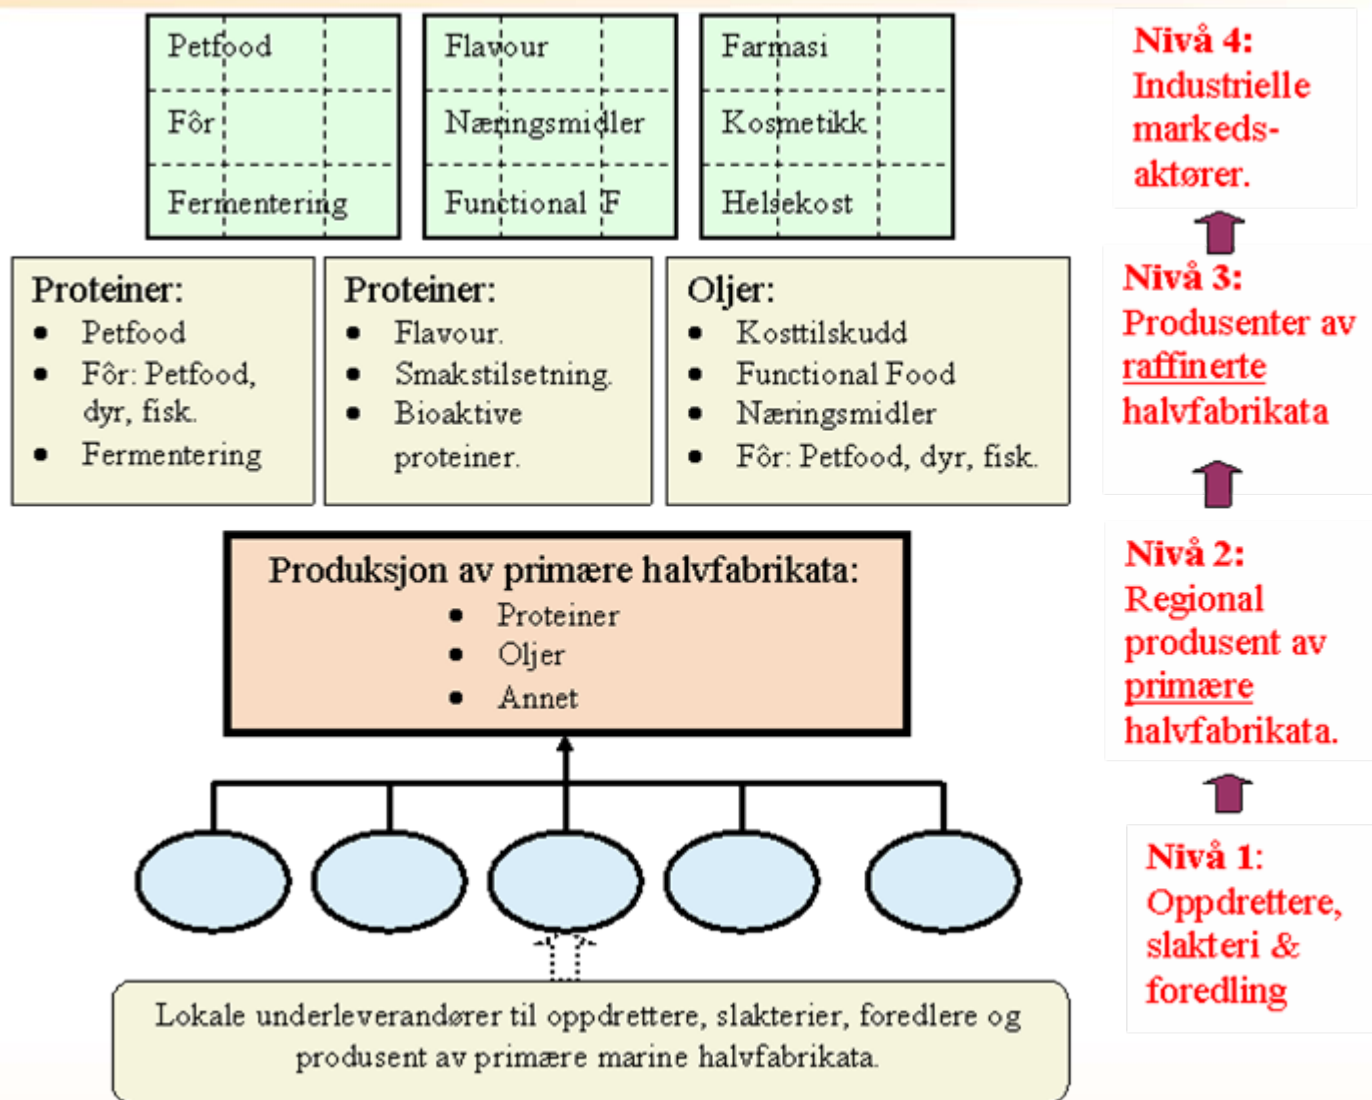 Petfood
Fôr
Fermentering
Flavour
Næringsmidler
Functional F
Farmasi
Kosmetikk
Helsekost
Nivå 4:
Industrielle
markeds-
aktører.
Proteiner:
• Petfood
• Fôr: Petfood,
dyr, fisk.
• Fermentering
Proteiner:
• Flavour.
• Smakstilsetning.
• Bioaktive
proteiner.
Oljer:
• Kosttilskudd
• Functional Food
• Næringsmidler
• Fôr: Petfood, dyr, fisk.
Nivå 3:
Produsenter av
raffinerte
halvfabrikata
Produksjon av primære halvfabrikata:
• Proteiner
• Oljer
• Annet
Nivå 2:
Regional
produsent av
primære
halvfabrikata.
Nivå 1:
Oppdrettere,
slakteri &
foredling
Lokale underleverandører til oppdrettere, slakterier, foredlere og
produsent av primære marine halvfabrikata.